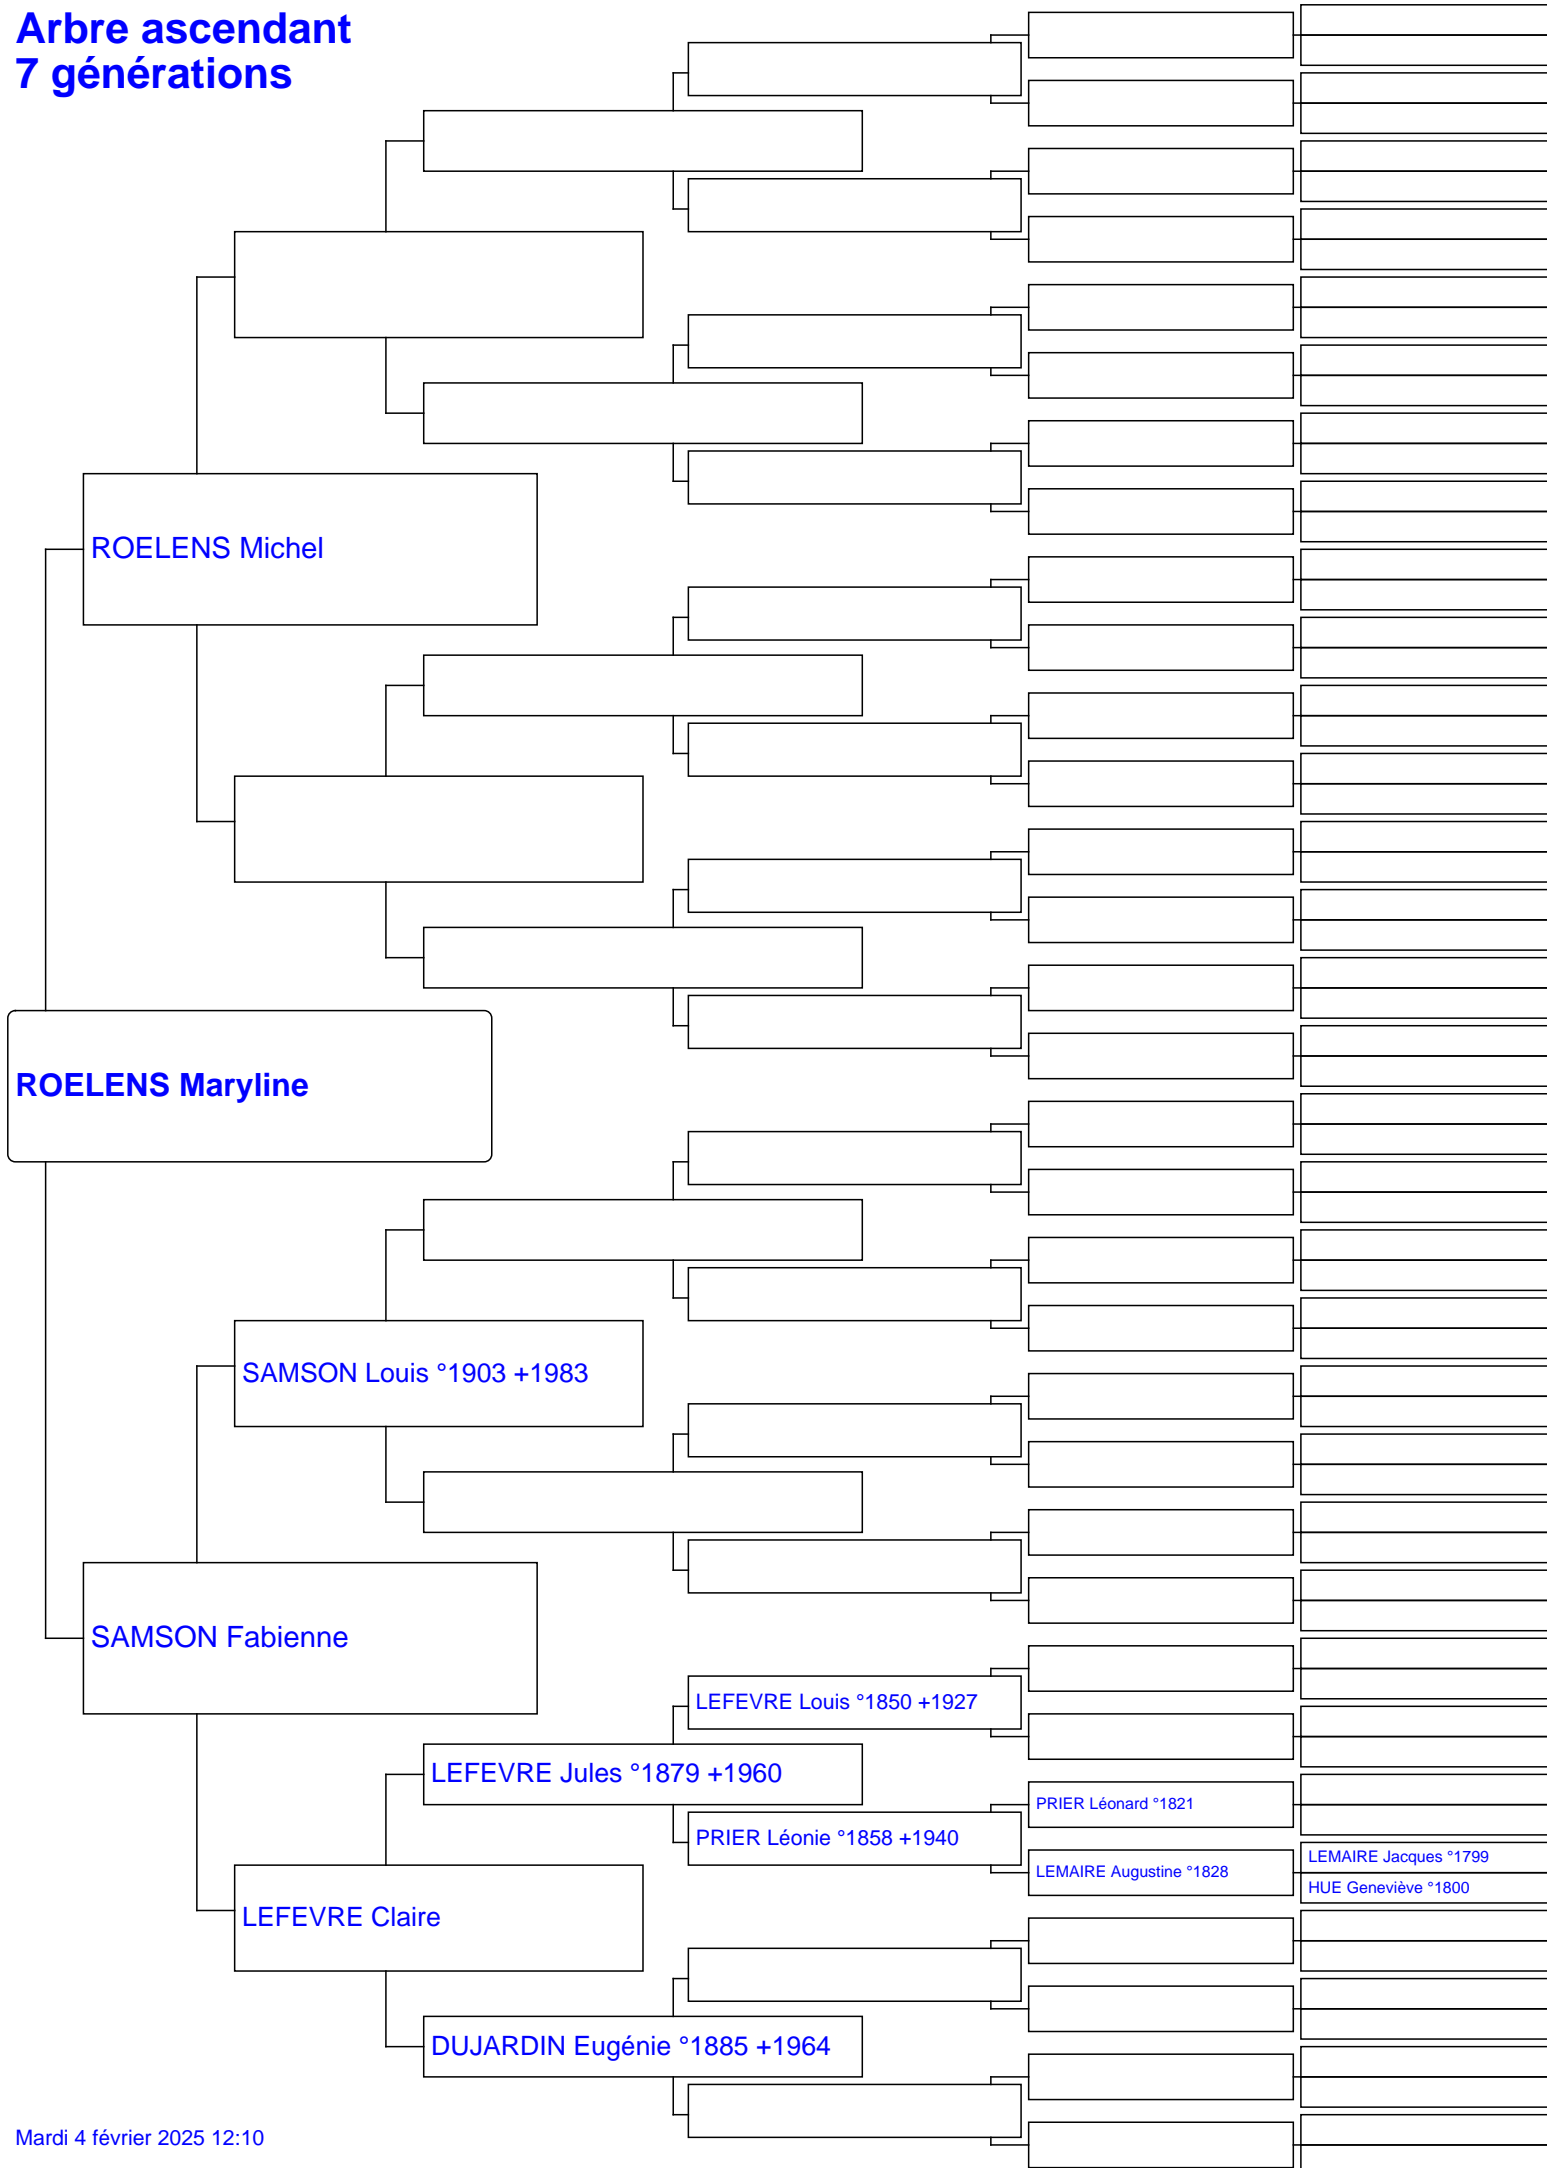 Arbre ascendant
7 générations
ROELENS Michel
ROELENS Maryline
SAMSON Louis °1903 +1983
SAMSON Fabienne
LEFEVRE Louis °1850 +1927
LEFEVRE Jules °1879 +1960
PRIER Léonard °1821
PRIER Léonie °1858 +1940
LEMAIRE Jacques °1799
LEMAIRE Augustine °1828
HUE Geneviève °1800
LEFEVRE Claire
DUJARDIN Eugénie °1885 +1964
Mardi 4 février 2025 12:10